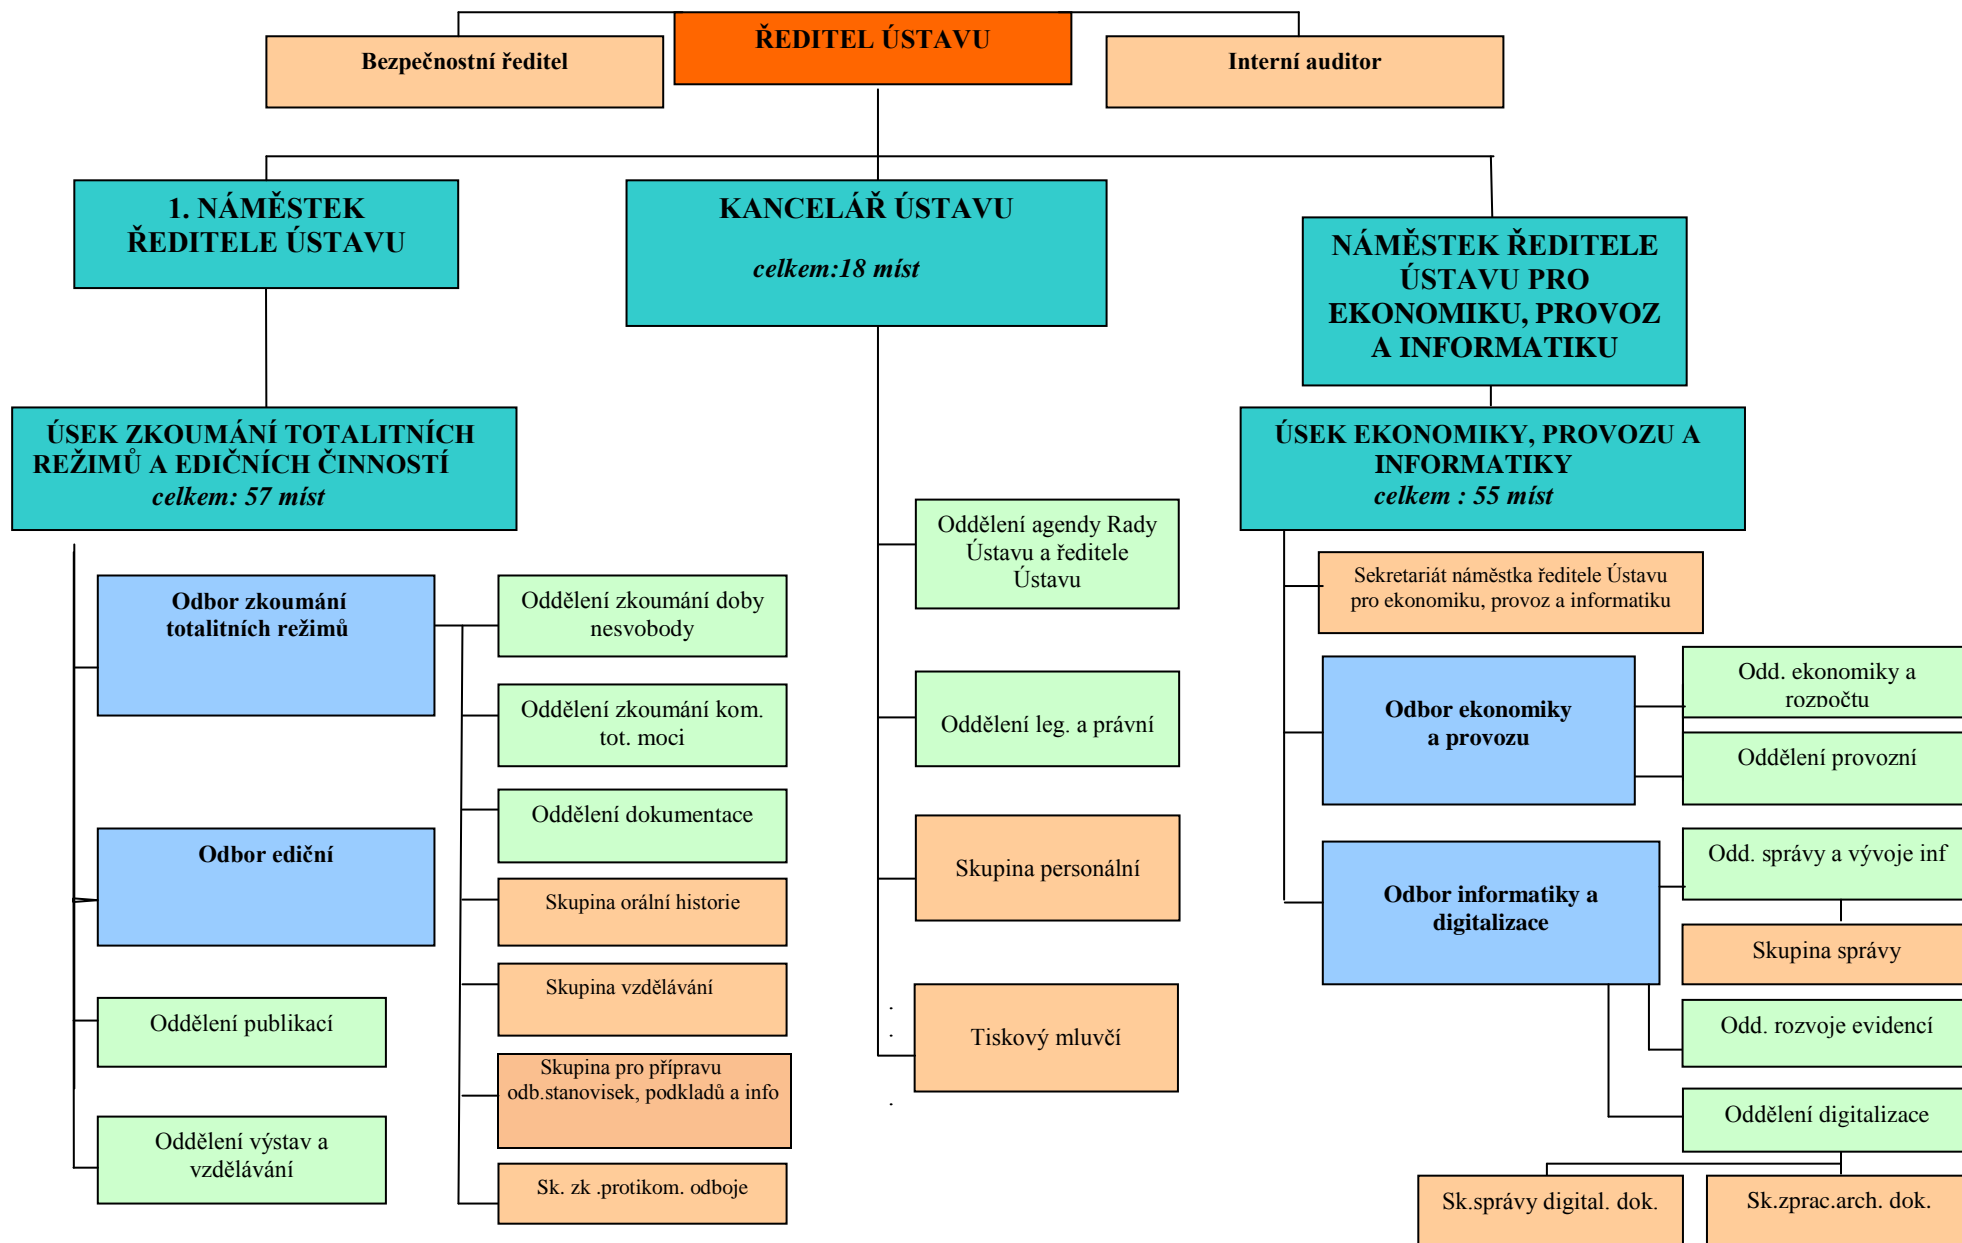 ŘEDITEL ÚSTAVU
Bezpečnostní ředitel
Interní auditor
1. NÁMĚSTEK
ŘEDITELE ÚSTAVU
KANCELÁŘ ÚSTAVU
celkem:18 míst
NÁMĚSTEK ŘEDITELE
ÚSTAVU PRO
EKONOMIKU, PROVOZ
A INFORMATIKU
ÚSEK ZKOUMÁNÍ TOTALITNÍCH
REŽIMŮ A EDIČNÍCH ČINNOSTÍ
celkem: 57 míst
Odbor zkoumání
totalitních režimů
Odbor ediční
Oddělení publikací
Oddělení výstav a
vzdělávání
Oddělení zkoumání doby
nesvobody
Oddělení zkoumání kom.
tot. moci
Oddělení dokumentace
Skupina orální historie
Skupina vzdělávání
Skupina pro přípravu
odb.stanovisek, podkladů a info
Sk. zk .protikom. odboje
Oddělení agendy Rady
Ústavu a ředitele
Ústavu
Oddělení leg. a právní
Skupina personální
Tiskový mluvčí
ÚSEK EKONOMIKY, PROVOZU A
INFORMATIKY
celkem : 55 míst
Sekretariát náměstka ředitele Ústavu
pro ekonomiku, provoz a informatiku
Odbor ekonomiky
a provozu
Odd. ekonomiky a
rozpočtu
Oddělení provozní
Odbor informatiky a
digitalizace
Odd. správy a vývoje inf
Skupina správy
Odd. rozvoje evidencí
Oddělení digitalizace
Sk.správy digital. dok.
Sk.zprac.arch. dok.